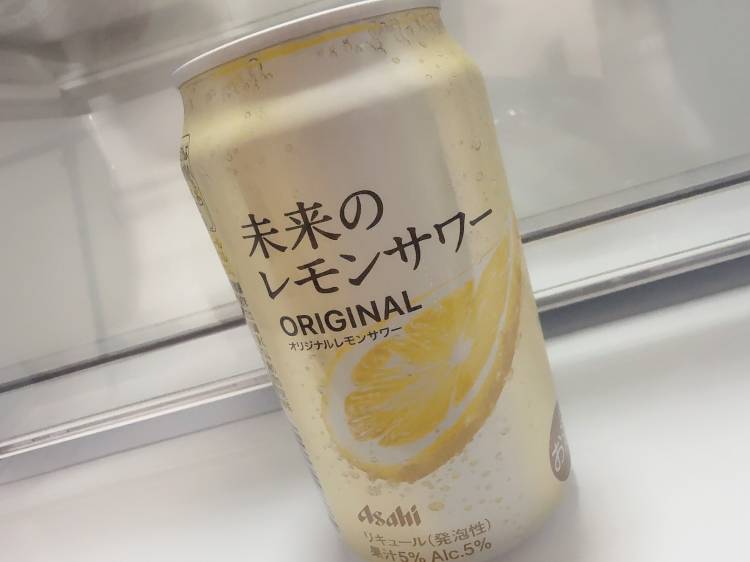 未来の
レモンサワー
ORIGINAL
オリジナルレモンサワー
Asahi
リキュール(発泡性)
果汁5% Alc.5%
お